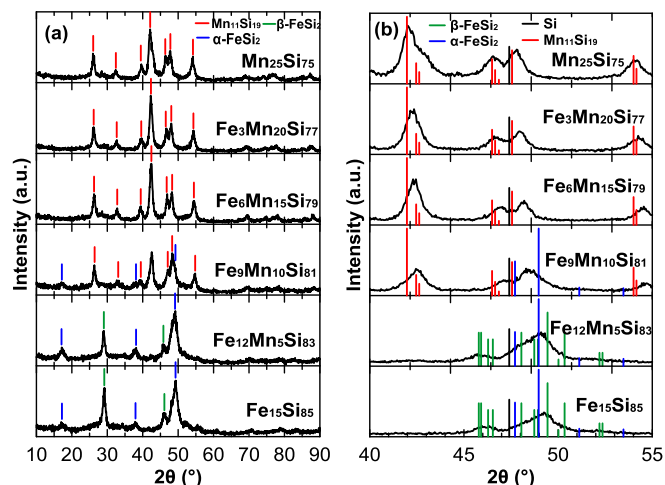 (a)
Mn₁₁Si₁₉
β-FeSi₂
α-FeSi₂
Mn₂₅Si₇₅
Fe₃Mn₂₀Si₇₇
Fe₆Mn₁₅Si₇₉
Fe₉Mn₁₀Si₈₁
Fe₁₂Mn₅Si₈₃
Fe₁₅Si₈₅
Intensity (a.u.)
10 20 30 40 50 60 70 80 90
2θ (°)
(b)
β-FeSi₂
Si
α-FeSi₂
Mn₁₁Si₁₉
Mn₂₅Si₇₅
Fe₃Mn₂₀Si₇₇
Fe₆Mn₁₅Si₇₉
Fe₉Mn₁₀Si₈₁
Fe₁₂Mn₅Si₈₃
Fe₁₅Si₈₅
Intensity (a.u.)
40 45 50 55
2θ (°)